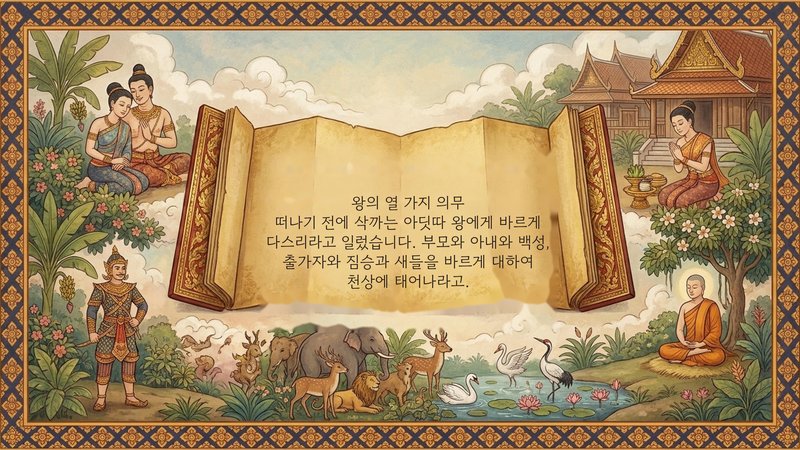 왕의 열 가지 의무
떠나기 전에 삭까는 아딧따 왕에게 바르게
다스리라고 일렀습니다. 부모와 아내와 백성,
출가자와 짐승과 새들을 바르게 대하여
천상에 태어나라고.